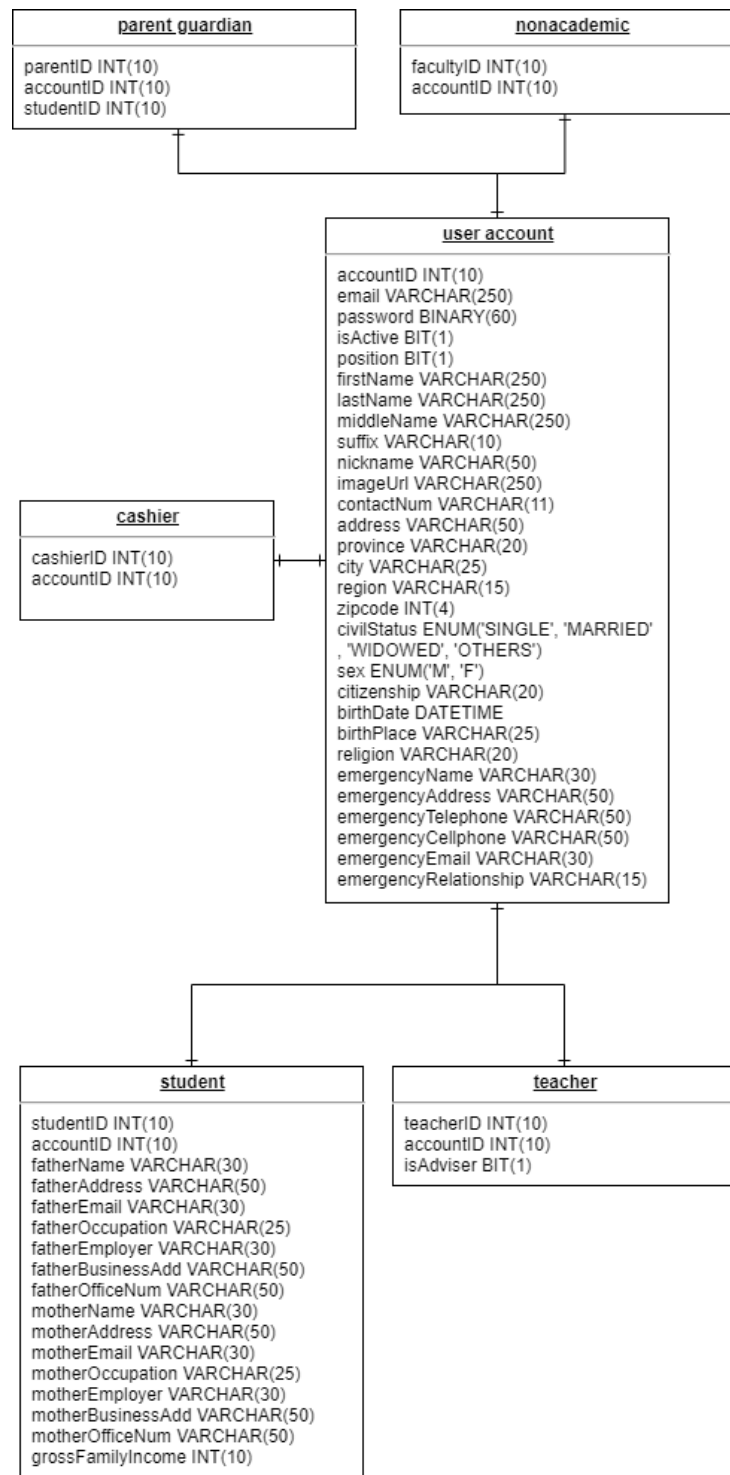 parent guardian
parentID INT(10)
accountID INT(10)
studentID INT(10)
nonacademic
facultyID INT(10)
accountID INT(10)
user account
accountID INT(10)
email VARCHAR(250)
password BINARY(60)
isActive BIT(1)
position BIT(1)
firstName VARCHAR(250)
lastName VARCHAR(250)
middleName VARCHAR(250)
suffix VARCHAR(10)
nickname VARCHAR(50)
imageUrl VARCHAR(250)
contactNum VARCHAR(11)
address VARCHAR(50)
province VARCHAR(20)
city VARCHAR(25)
region VARCHAR(15)
zipcode INT(4)
civilStatus ENUM('SINGLE', 'MARRIED'
, 'WIDOWED', 'OTHERS')
sex ENUM('M', 'F')
citizenship VARCHAR(20)
birthDate DATETIME
birthPlace VARCHAR(25)
religion VARCHAR(20)
emergencyName VARCHAR(30)
emergencyAddress VARCHAR(50)
emergencyTelephone VARCHAR(50)
emergencyCellphone VARCHAR(50)
emergencyEmail VARCHAR(30)
emergencyRelationship VARCHAR(15)
cashier
cashierID INT(10)
accountID INT(10)
student
studentID INT(10)
accountID INT(10)
fatherName VARCHAR(30)
fatherAddress VARCHAR(50)
fatherEmail VARCHAR(30)
fatherOccupation VARCHAR(25)
fatherEmployer VARCHAR(30)
fatherBusinessAdd VARCHAR(50)
fatherOfficeNum VARCHAR(50)
motherName VARCHAR(30)
motherAddress VARCHAR(50)
motherEmail VARCHAR(30)
motherOccupation VARCHAR(25)
motherEmployer VARCHAR(30)
motherBusinessAdd VARCHAR(50)
motherOfficeNum VARCHAR(50)
grossFamilyIncome INT(10)
teacher
teacherID INT(10)
accountID INT(10)
isAdviser BIT(1)